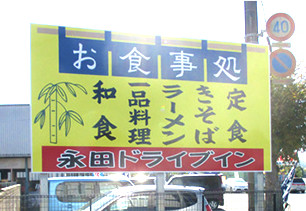 40
お食事処
定食
きそば
ラーメン
一品料理
和食
永田ドライブイン